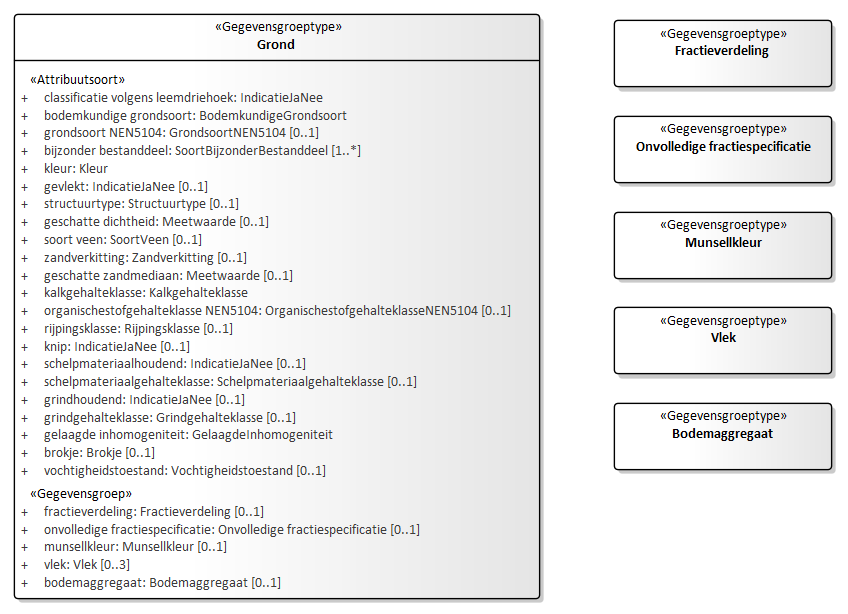 «Gegevensgroeptype»
Grond
«Attribuutsoort»
+ classificatie volgens leemdriehoek: IndicatieJaNee
+ bodemkundige grondsoort: BodemkundigeGrondsoort
+ grondsoort NEN5104: GrondsoortNEN5104 [0..1]
+ bijzonder bestanddeel: SoortBijzonderBestanddeel [1..*]
+ kleur: Kleur
+ gevlekt: IndicatieJaNee [0..1]
+ structuurtype: Structuurtype [0..1]
+ geschatte dichtheid: Meetwaarde [0..1]
+ soort veen: SoortVeen [0..1]
+ zandverkitting: Zandverkitting [0..1]
+ geschatte zandmediaan: Meetwaarde [0..1]
+ kalkgehalteklasse: Kalkgehalteklasse
+ organischestofgehalteklasse NEN5104: OrganischestofgehalteklasseNEN5104 [0..1]
+ rijpingsklasse: Rijpingsklasse [0..1]
+ knip: IndicatieJaNee [0..1]
+ schelpmateriaalhoudend: IndicatieJaNee [0..1]
+ schelpmateriaalgehalteklasse: Schelpmateriaalgehalteklasse [0..1]
+ grindhoudend: IndicatieJaNee [0..1]
+ grindgehalteklasse: Grindgehalteklasse [0..1]
+ gelaagde inhomogeniteit: GelaagdeInhomogeniteit
+ brokje: Brokje [0..1]
+ vochtigheidstoestand: Vochtigheidstoestand [0..1]
«Gegevensgroep»
+ fractieverdeling: Fractieverdeling [0..1]
+ onvolledige fractiespecificatie: Onvolledige fractiespecificatie [0..1]
+ munsellkleur: Munsellkleur [0..1]
+ vlek: Vlek [0..3]
+ bodemaggregaat: Bodemaggregaat [0..1]
«Gegevensgroeptype»
Fractieverdeling
«Gegevensgroeptype»
Onvolledige fractiespecificatie
«Gegevensgroeptype»
Munsellkleur
«Gegevensgroeptype»
Vlek
«Gegevensgroeptype»
Bodemaggregaat